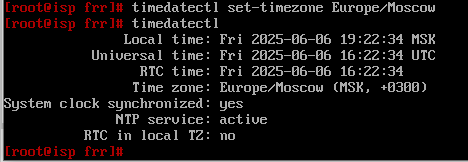 [root@isp frr]# timedatectl set-timezone Europe/Moscow
[root@isp frr]# timedatectl
Local time: Fri 2025-06-06 19:22:34 MSK
Universal time: Fri 2025-06-06 16:22:34 UTC
RTC time: Fri 2025-06-06 16:22:34
Time zone: Europe/Moscow (MSK, +0300)
System clock synchronized: yes
NTP service: active
RTC in local TZ: no
[root@isp frr]#